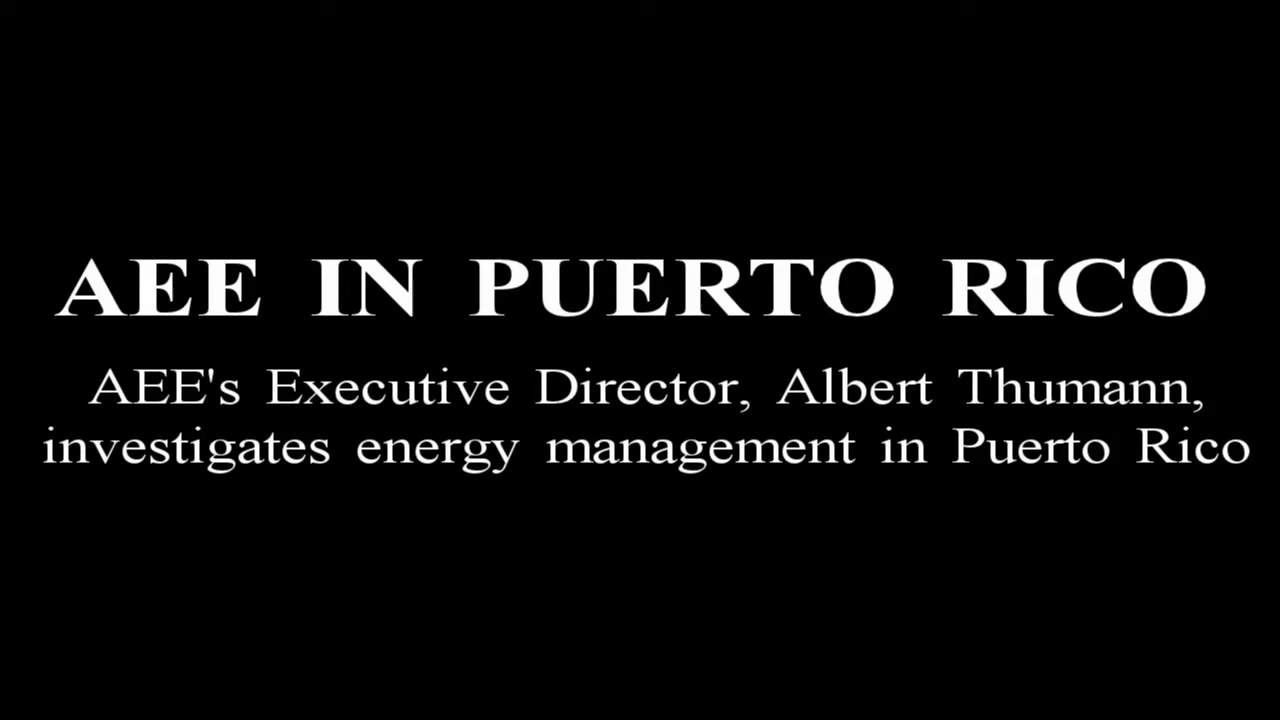 AEE IN PUERTO RICO
AEE's Executive Director, Albert Thumann,
investigates energy management in Puerto Rico